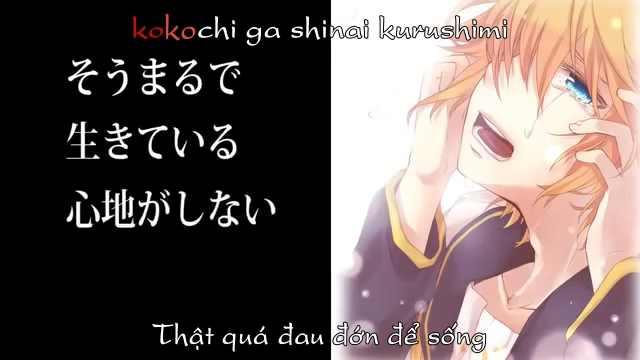 kokochi ga shinai kurushimi
そうまるで
生きている
心地がしない
Thật quá đau đớn để sống